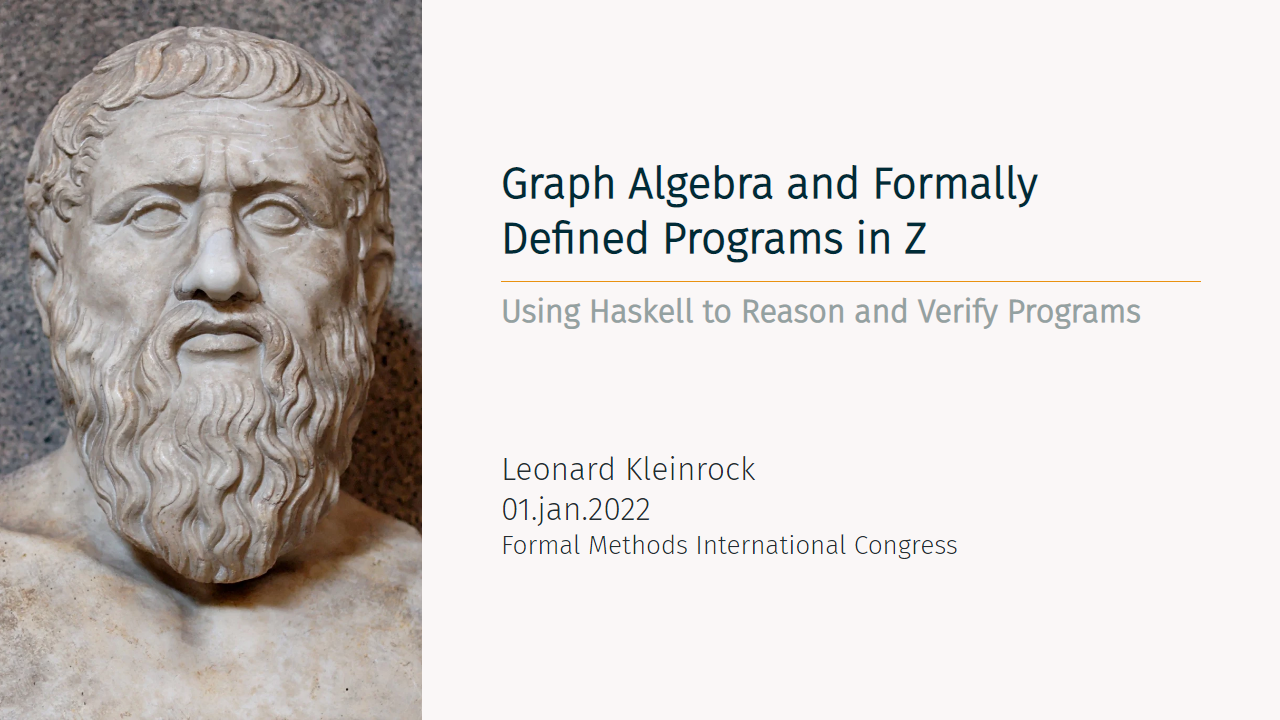 Graph Algebra and Formally
Defined Programs in Z
Using Haskell to Reason and Verify Programs
Leonard Kleinrock
01.jan.2022
Formal Methods International Congress